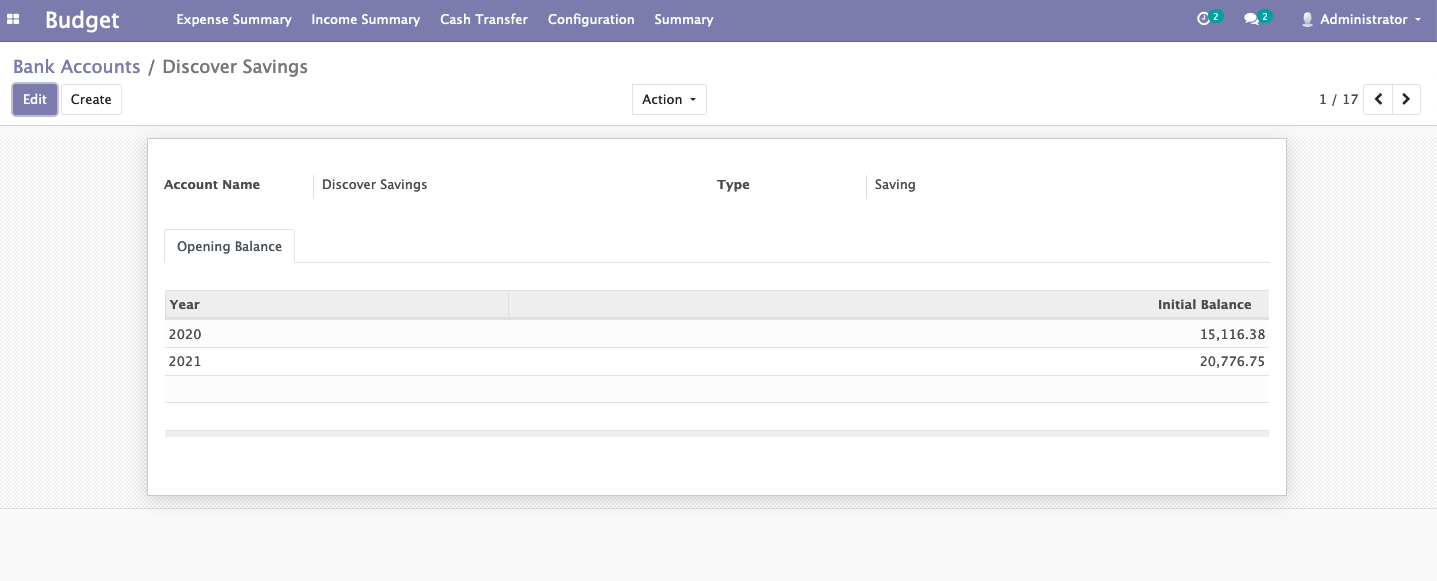 Budget Expense Summary Income Summary Cash Transfer Configuration Summary 2 2 Administrator
Bank Accounts / Discover Savings
Edit Create Action 1 / 17
Account Name Discover Savings Type Saving
Opening Balance
Year Initial Balance
2020 15,116.38
2021 20,776.75